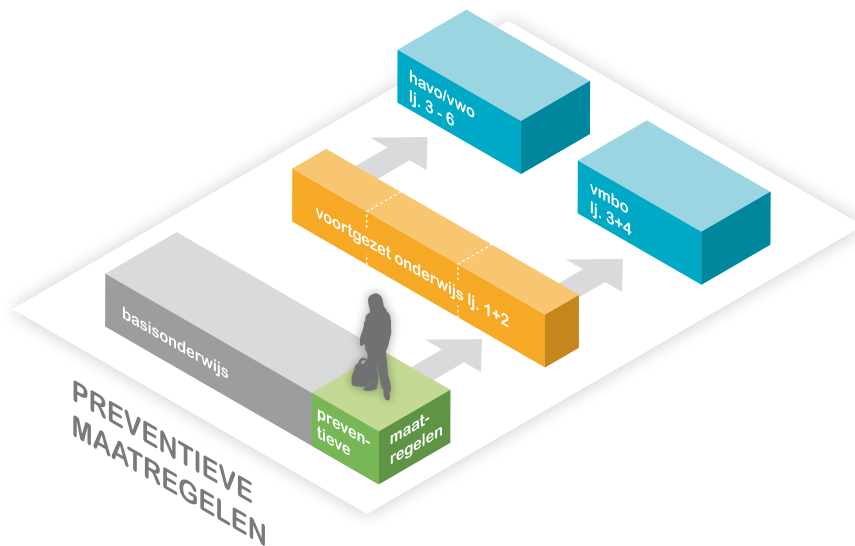 havo/vwo
lj. 3 - 6
vmbo
lj. 3+4
voortgezet onderwijs lj. 1+2
basisonderwijs
preven-
tieve
maat-
regelen
PREVENTIEVE
MAATREGELEN